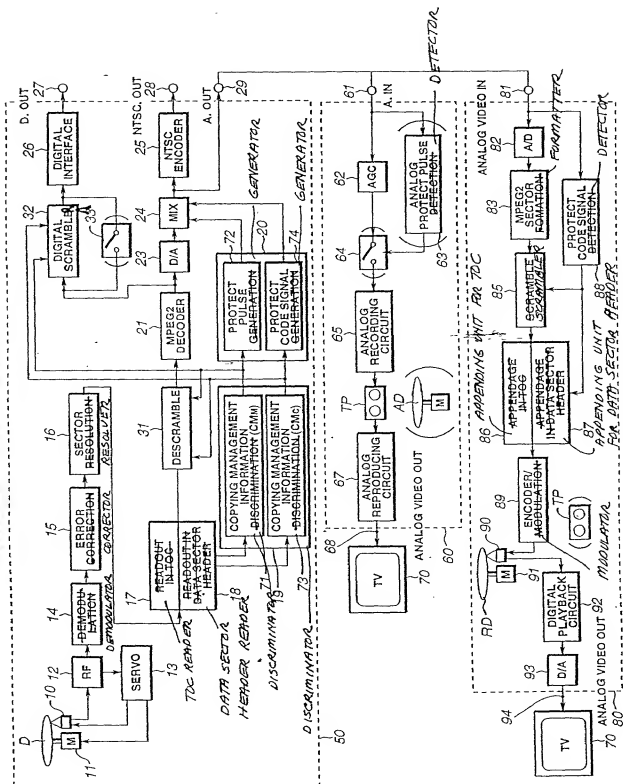 D
10
M
11
RF
12
SERVO
13
DEMODU
LATION
14
DEMODULATOR
ERROR
CORRECTION
15
CORRECTOR
SECTOR
RESOLUTION
16
RESOLVER
READOUT
IN TOC
17
READOUT IN
DATA SECTOR
HEADER
18
TOC READER
DATA SECTOR
HEADER READER
COPYING MANAGEMENT
INFORMATION
DISCRIMINATION (CMM)
71
19
COPYING MANAGEMENT
INFORMATION
DISCRIMINATION (CMC)
73
DISCRIMINATOR
DISCRIMINATOR
DESCRAMBLE
31
MPEG2
DECODER
21
D/A
23
MIX
24
NTSC
ENCODER
25
DIGITAL
SCRAMBLE
32
33
DIGITAL
INTERFACE
26
D. OUT
27
NTSC. OUT
28
A. OUT
29
PROTECT
PULSE
GENERATION
72
20
PROTECT
CODE SIGNAL
GENERATION
74
GENERATOR
GENERATOR
50
61
A. IN
AGC
62
ANALOG
PROTECT PULSE
DETECTION
63
DETECTOR
64
ANALOG
RECORDING
CIRCUIT
65
TP
AD
M
ANALOG
REPRODUCING
CIRCUIT
67
68
ANALOG VIDEO OUT
60
TV
70
ANALOG VIDEO IN
81
A/D
82
MPEG2
SECTOR
FOMATION
83
FORMATTER
SCRAMBLE
85
SCRAMBLER
PROTECT
CODE SIGNAL
DETECTION
88
DETECTOR
APPENDAGE
IN TOC
86
APPENDAGE
IN DATA SECTOR
HEADER
87
APPENDING UNIT FOR TOC
APPENDING UNIT
FOR DATA SECTOR HEADER
ENCODER/
MODULATION
89
MODULATOR
TP
RD
90
M
91
DIGITAL
PLAYBACK
CIRCUIT
92
D/A
93
94
ANALOG VIDEO OUT
80
TV
70